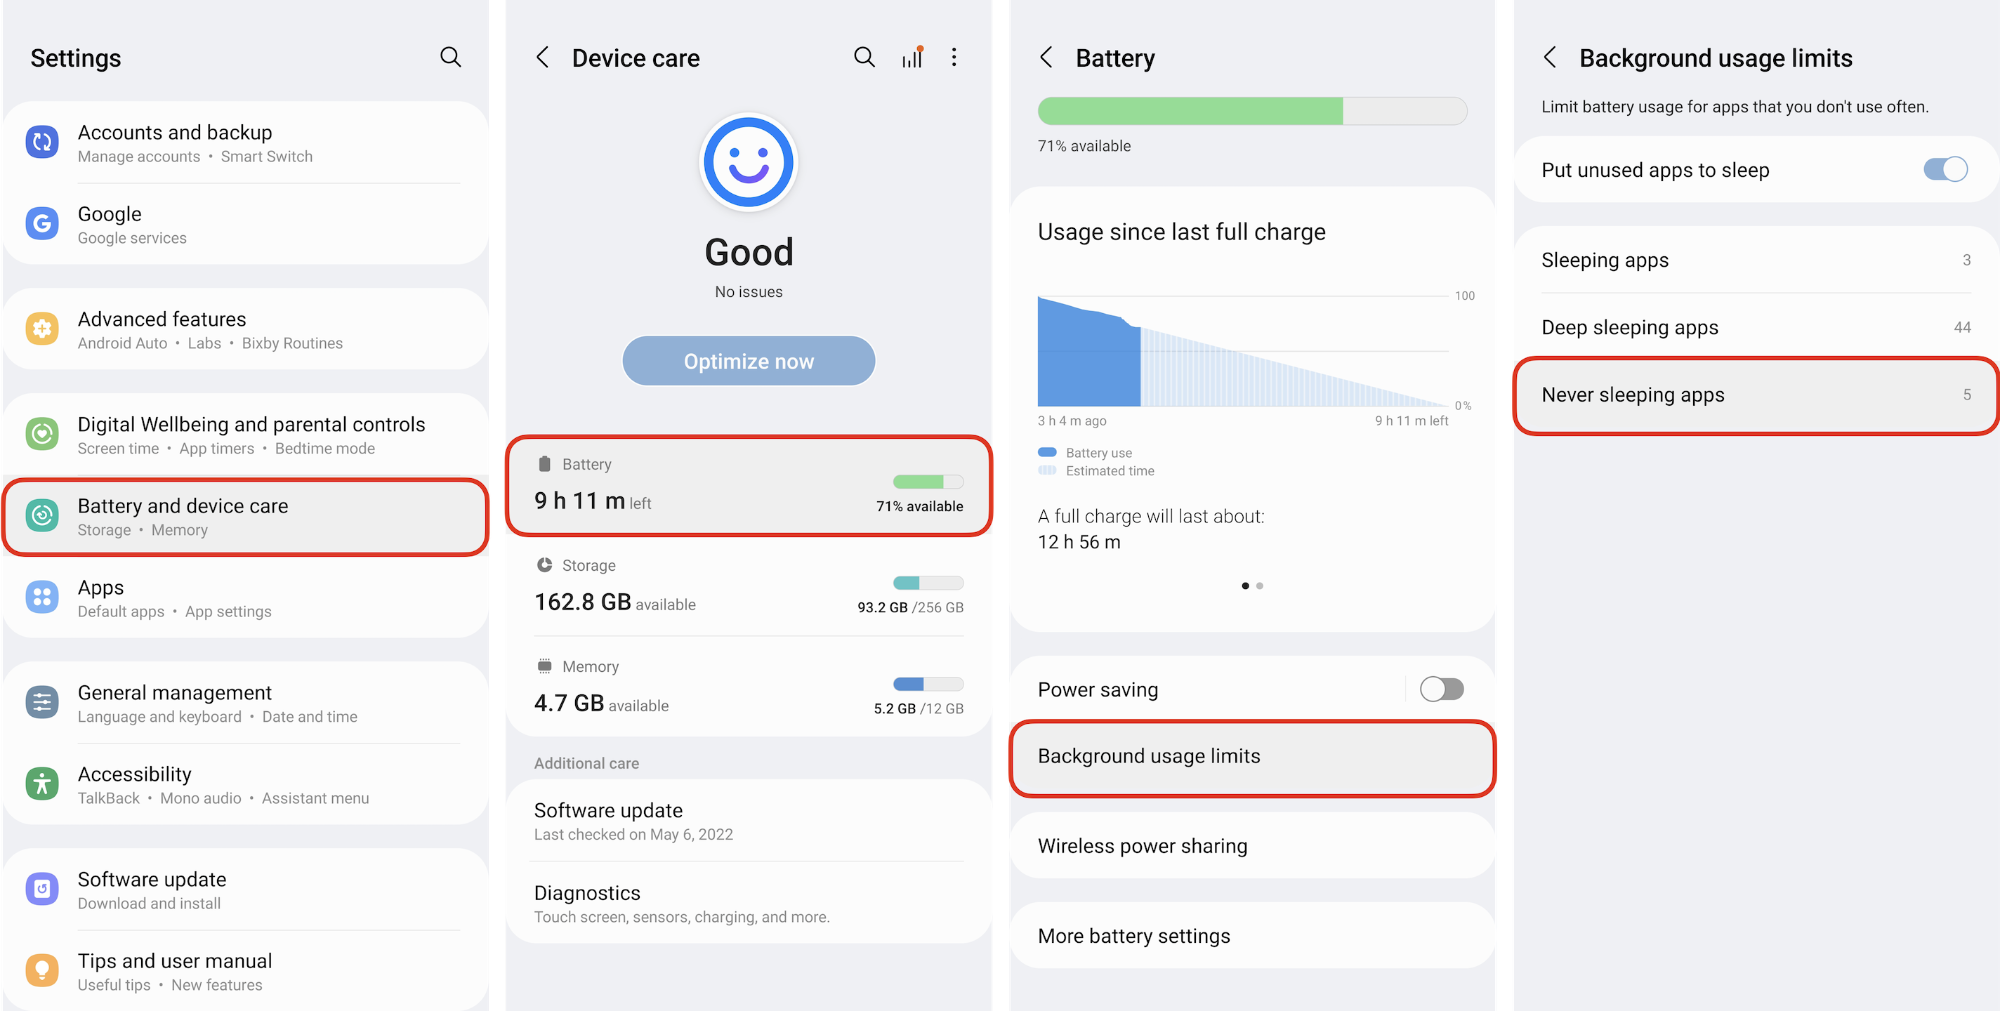 Settings
Accounts and backup
Manage accounts • Smart Switch
Google
Google services
Advanced features
Android Auto • Labs • Bixby Routines
Digital Wellbeing and parental controls
Screen time • App timers • Bedtime mode
Battery and device care
Storage • Memory
Apps
Default apps • App settings
General management
Language and keyboard • Date and time
Accessibility
TalkBack • Mono audio • Assistant menu
Software update
Download and install
Tips and user manual
Useful tips • New features
Device care
Good
No issues
Optimize now
Battery
9 h 11 m left
71% available
Storage
162.8 GB available
93.2 GB /256 GB
Memory
4.7 GB available
5.2 GB /12 GB
Additional care
Software update
Last checked on May 6, 2022
Diagnostics
Touch screen, sensors, charging, and more.
Battery
71% available
Usage since last full charge
100
0%
3 h 4 m ago
9 h 11 m left
Battery use
Estimated time
A full charge will last about:
12 h 56 m
Power saving
Background usage limits
Wireless power sharing
More battery settings
Background usage limits
Limit battery usage for apps that you don't use often.
Put unused apps to sleep
Sleeping apps 3
Deep sleeping apps 44
Never sleeping apps 5